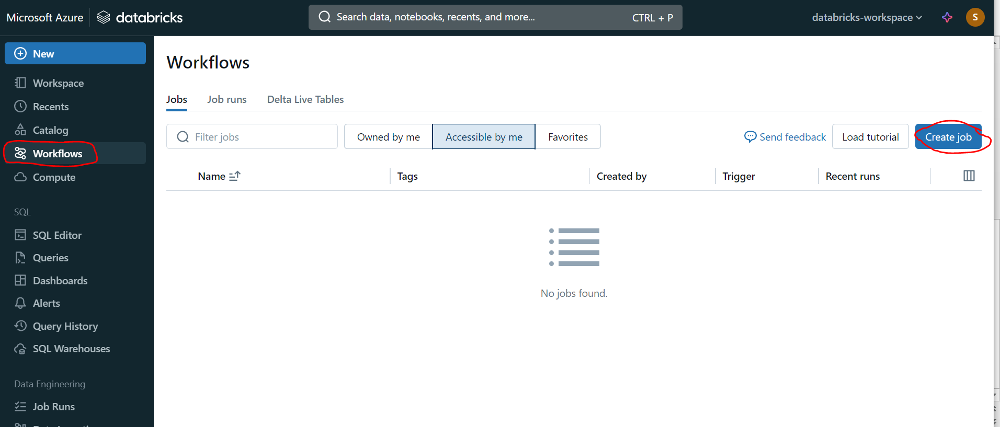 Microsoft Azure databricks Search data, notebooks, recents, and more... CTRL + P databricks-workspace S
New
Workspace
Recents
Catalog
Workflows
Compute
SQL
SQL Editor
Queries
Dashboards
Alerts
Query History
SQL Warehouses
Data Engineering
Job Runs
Workflows
Jobs Job runs Delta Live Tables
Filter jobs Owned by me Accessible by me Favorites Send feedback Load tutorial Create job
Name Tags Created by Trigger Recent runs
No jobs found.